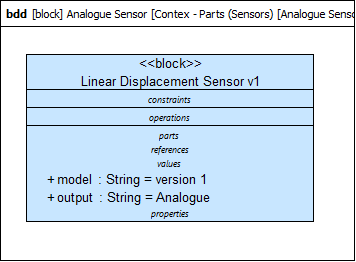 bdd [block] Analogue Sensor [Contex - Parts (Sensors) [Analogue Senso
<<block>>
Linear Displacement Sensor v1
constraints
operations
parts
references
values
+ model : String = version 1
+ output : String = Analogue
properties